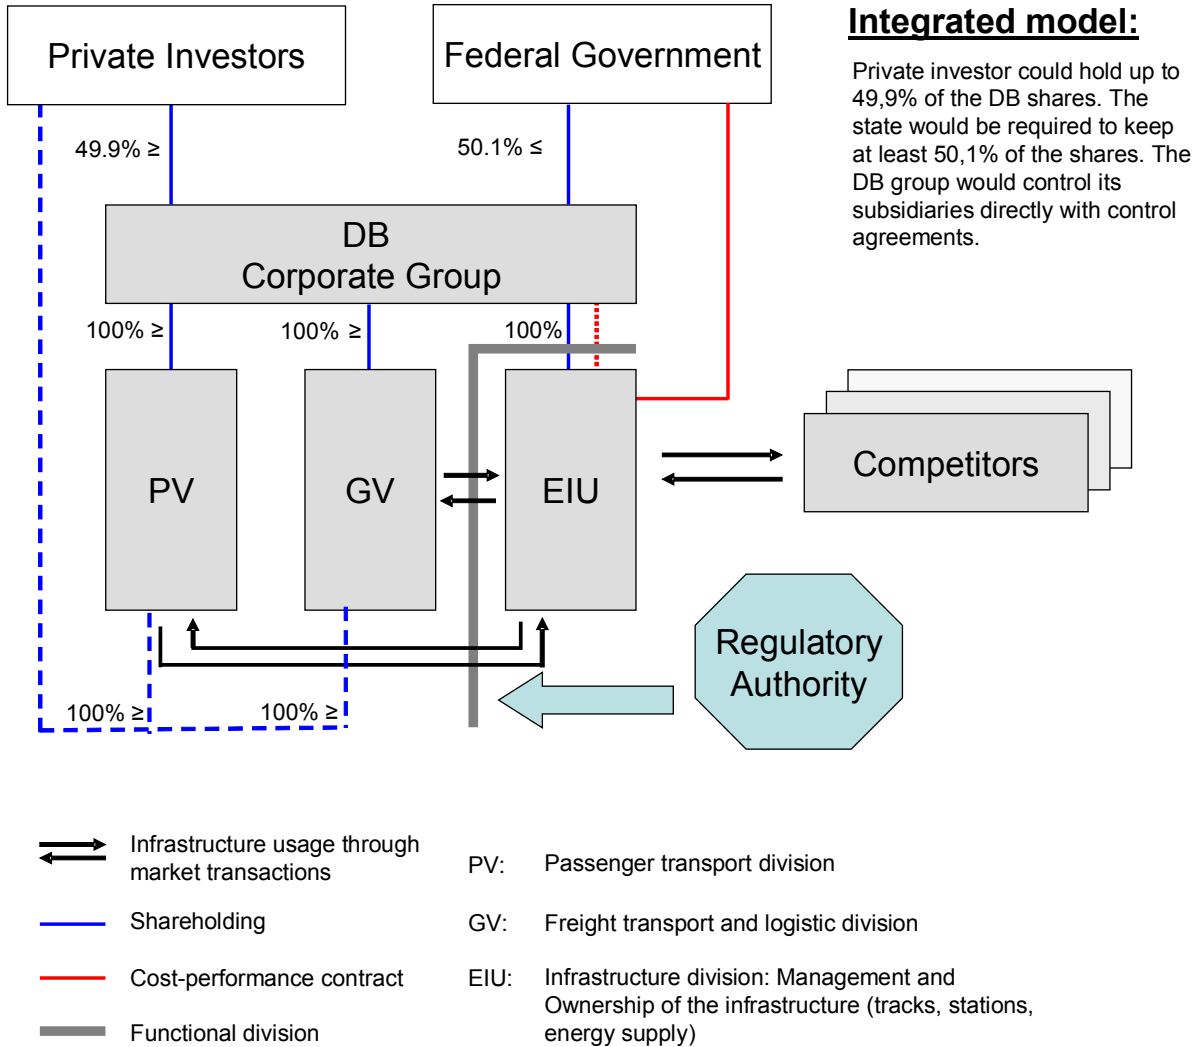 Private Investors
Federal Government
Integrated model:
Private investor could hold up to
49,9% of the DB shares. The
state would be required to keep
at least 50,1% of the shares. The
DB group would control its
subsidiaries directly with control
agreements.
49.9% ≥
50.1% ≤
DB
Corporate Group
100% ≥
100% ≥
100%
PV
GV
EIU
Competitors
Regulatory
Authority
100% ≥
100% ≥
Infrastructure usage through
market transactions
Shareholding
Cost-performance contract
Functional division
PV: Passenger transport division
GV: Freight transport and logistic division
EIU: Infrastructure division: Management and
Ownership of the infrastructure (tracks, stations,
energy supply)